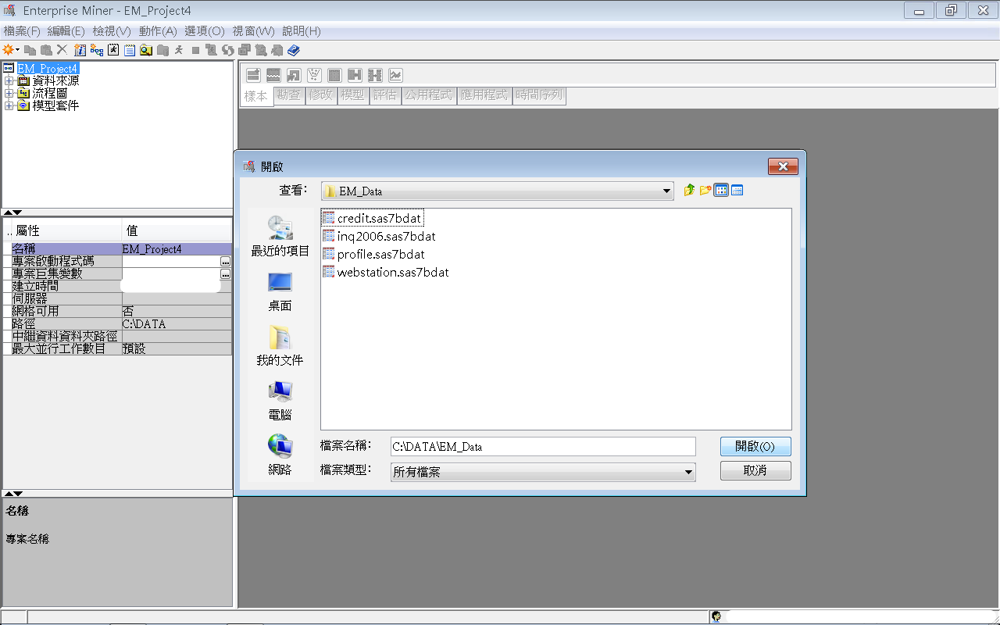 Enterprise Miner - EM_Project4
檔案(F) 編輯(E) 檢視(V) 動作(A) 選項(O) 視窗(W) 說明(H)
EM_Project4
資料來源
流程圖
模型套件
樣本 勘查 修改 模型 評估 公用程式 應用程式 時間序列
.. 屬性 值
名稱 EM_Project4
專案啟動程式碼 ...
專案巨集變數 ...
建立時間
伺服器
網格可用 否
路徑 C:\DATA
中繼資料資料夾路徑
最大並行工作數目 預設
名稱
專案名稱
開啟
查看: EM_Data
最近的項目
桌面
我的文件
電腦
網路
credit.sas7bdat
inq2006.sas7bdat
profile.sas7bdat
webstation.sas7bdat
檔案名稱: C:\DATA\EM_Data 開啟(O)
檔案類型: 所有檔案 取消